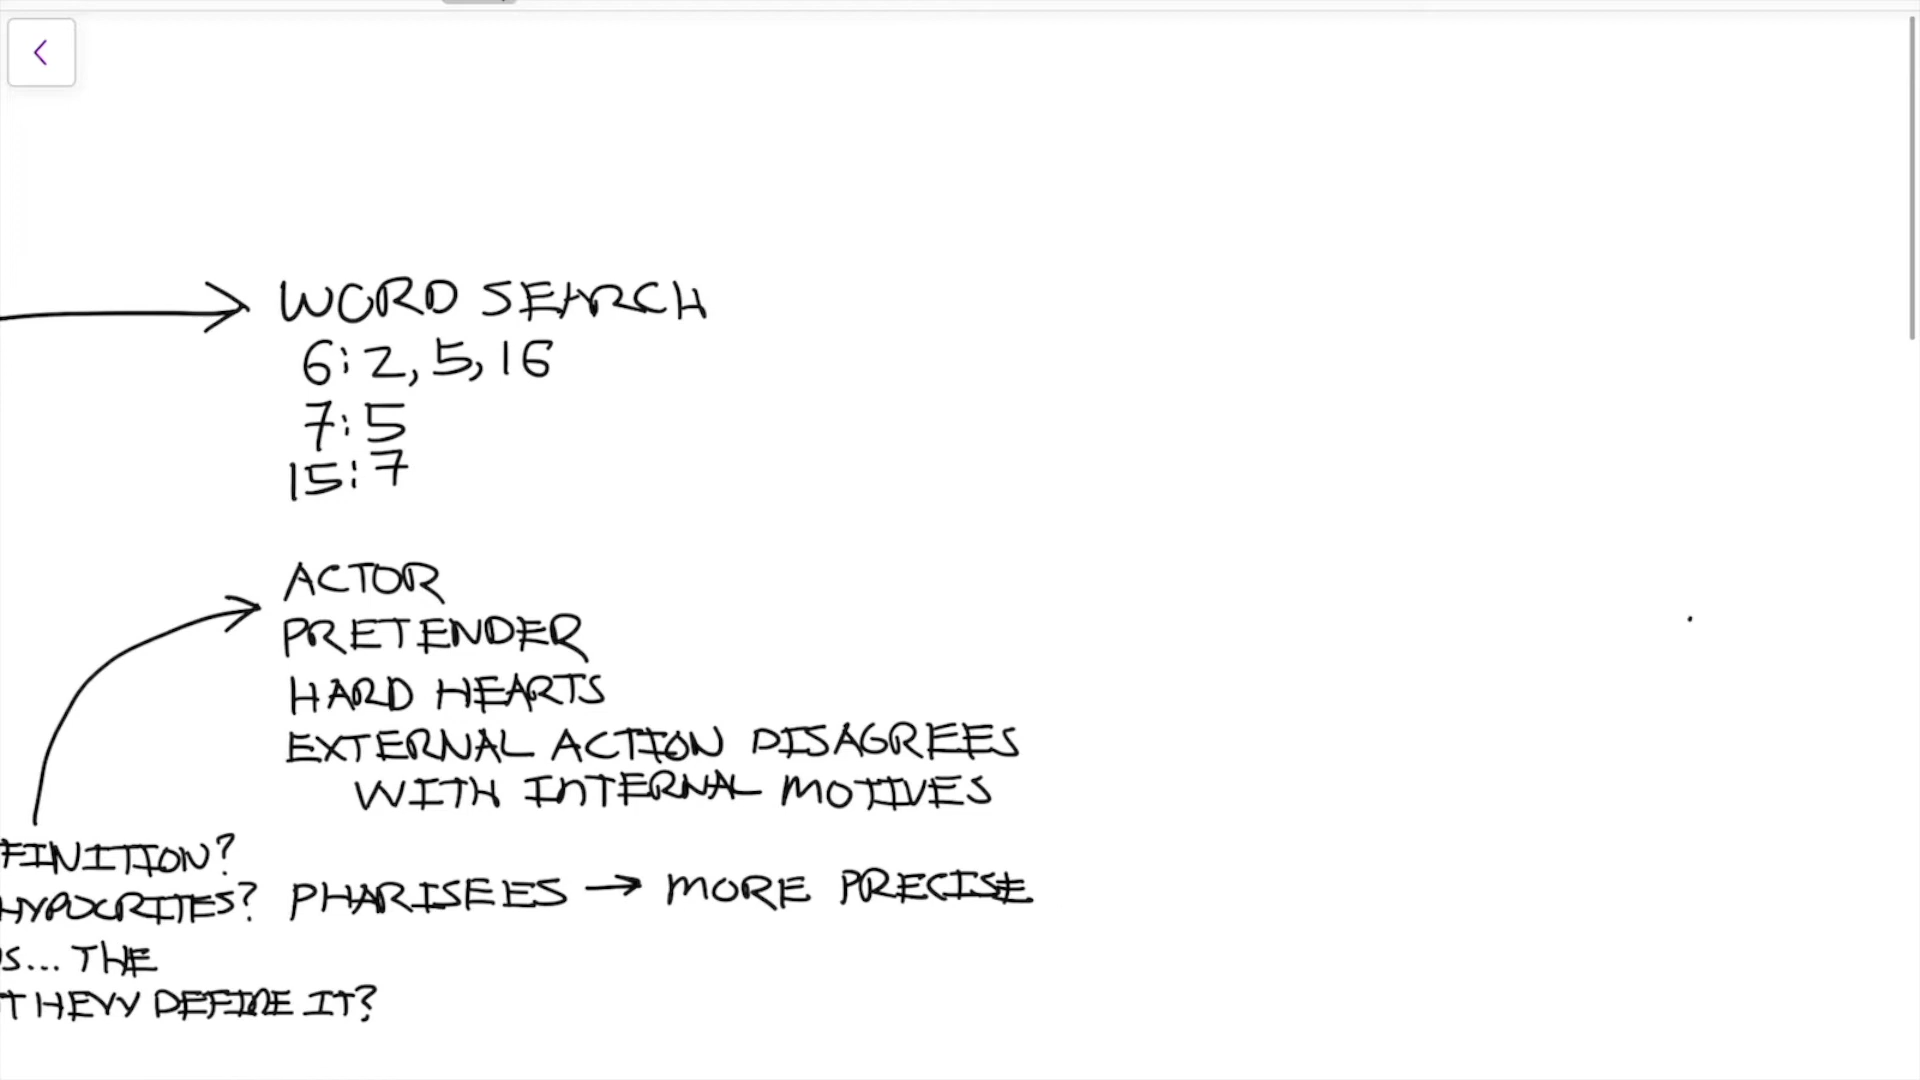 WORD SEARCH
6:2,5,16
7:5
15:7
ACTOR
PRETENDER
HARD HEARTS
EXTERNAL ACTION DISAGREES
WITH INTERNAL MOTIVES
FINITION?
HYPOCRITES? PHARISEES → MORE PRECISE
S... THE
THEYY DEFINE IT?